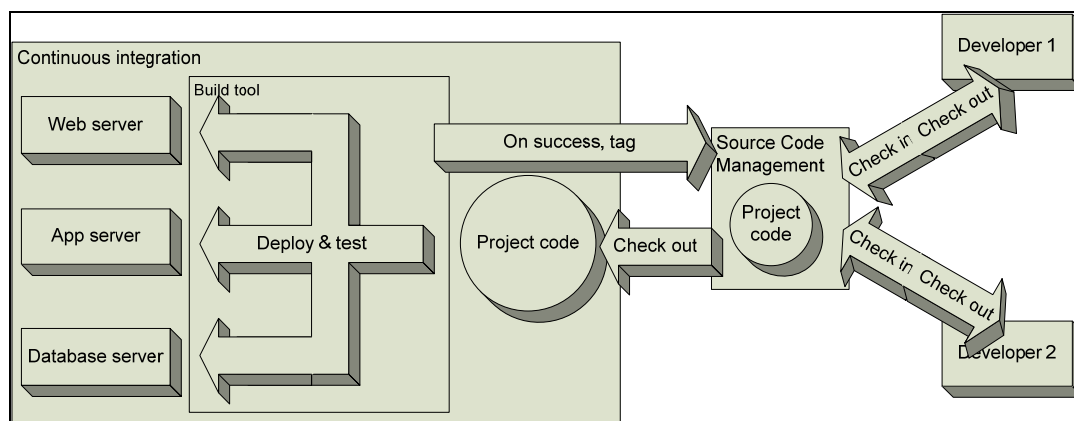 Continuous integration
Build tool
Web server
App server
Database server
Deploy & test
On success, tag
Project code
Check out
Source Code
Management
Project
code
Check in Check out
Check in Check out
Developer 1
Developer 2